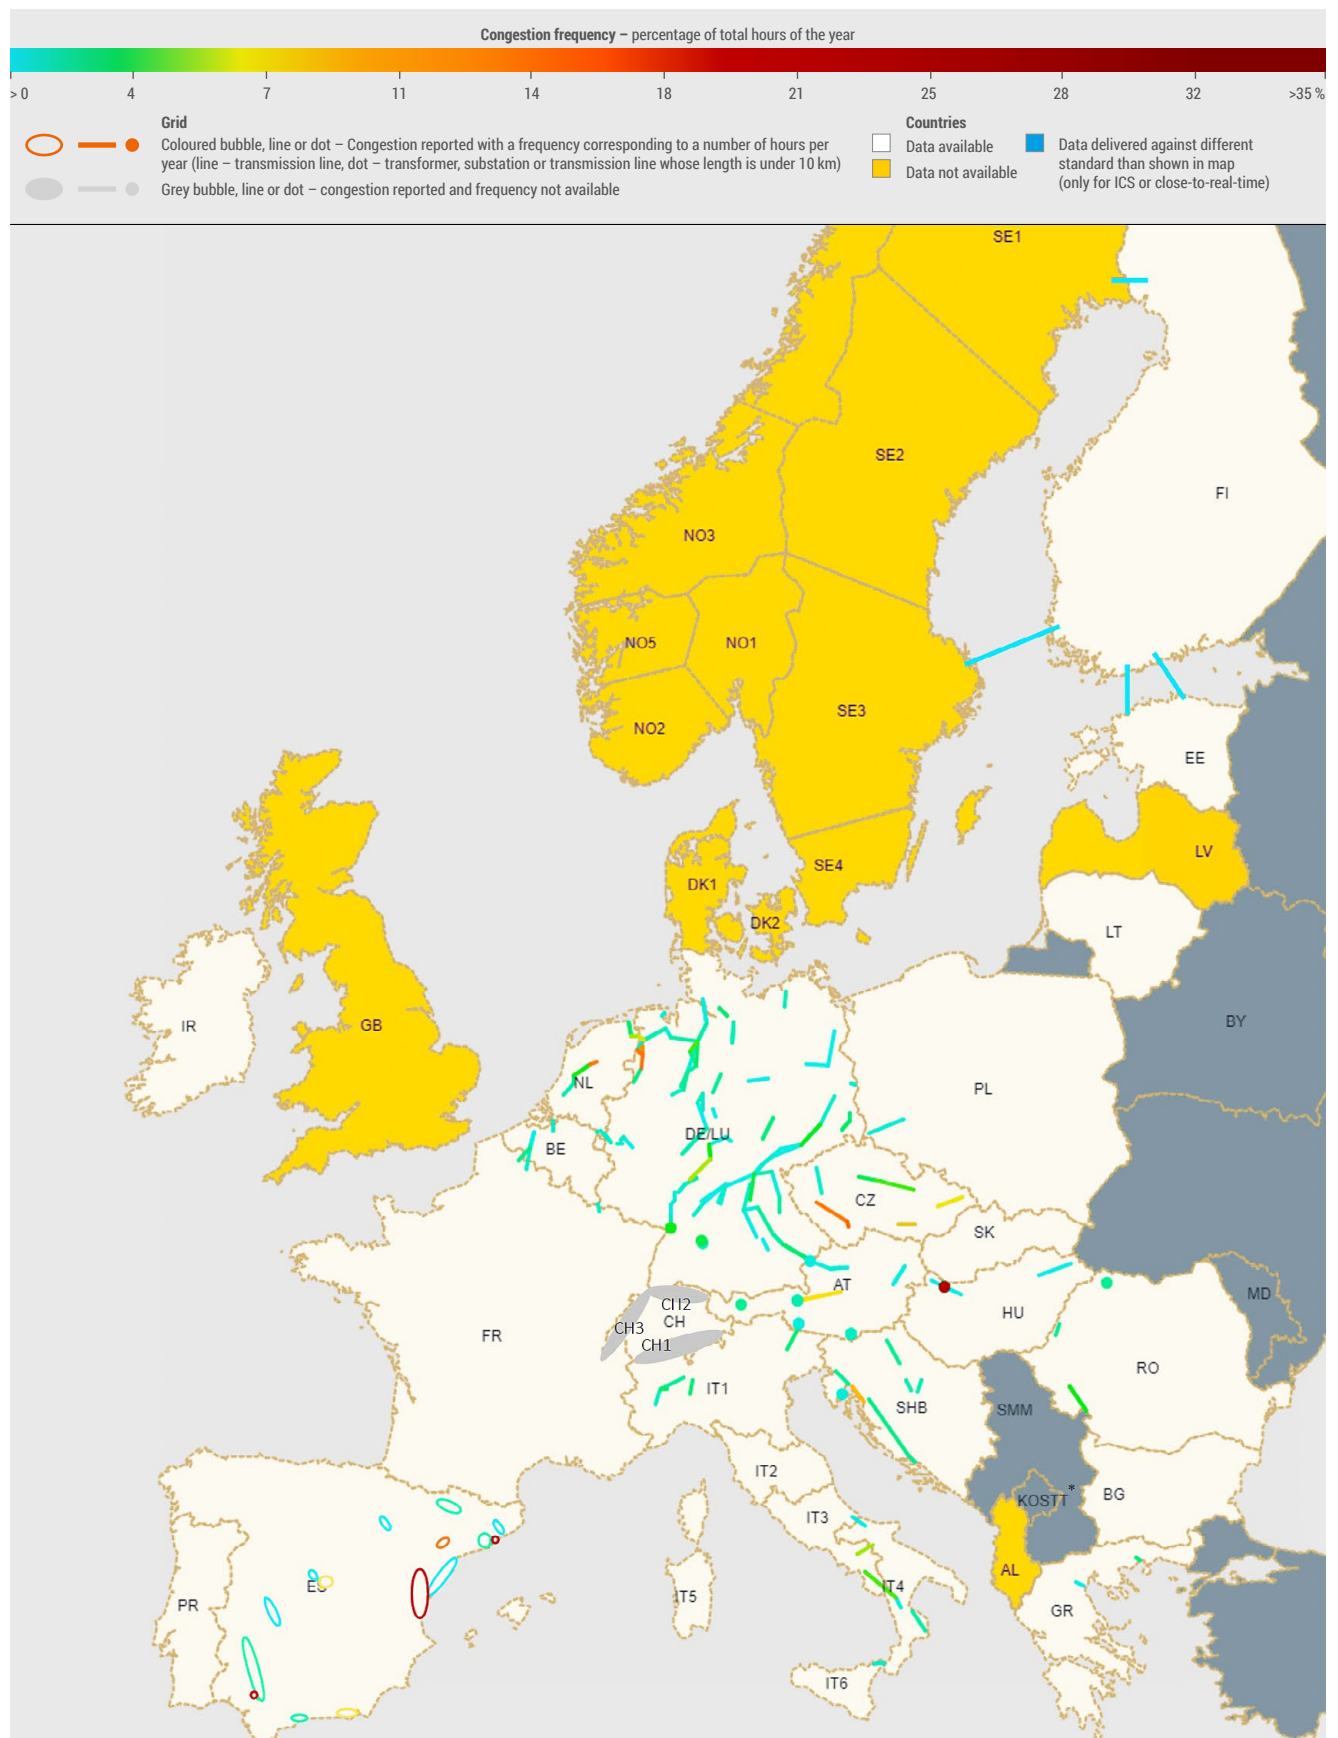 Congestion frequency – percentage of total hours of the year
> 0 4 7 11 14 18 21 25 28 32 >35 %
Grid
Coloured bubble, line or dot – Congestion reported with a frequency corresponding to a number of hours per
year (line – transmission line, dot – transformer, substation or transmission line whose length is under 10 km)
Grey bubble, line or dot – congestion reported and frequency not available
Countries
Data available
Data not available
Data delivered against different
standard than shown in map
(only for ICS or close-to-real-time)
SE1
SE2
FI
NO3
NO5
NO1
NO2
SE3
EE
SE4
LV
DK1
DK2
LT
IR
GB
BY
NL
PL
DE/LU
BE
CZ
SK
AT
MD
CH2
CH
CH3
CH1
HU
FR
RO
IT1
SHB
SMM
IT2
KOSTT*
BG
IT3
AL
ES
IT4
IT5
PR
GR
IT6